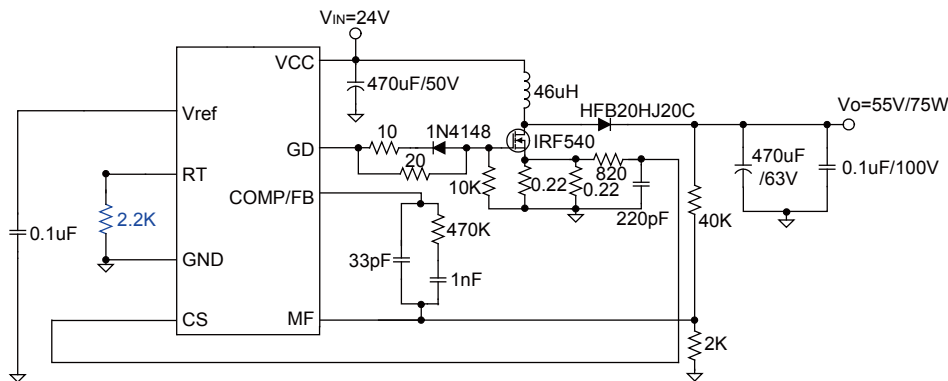 VIN=24V
VCC
470uF/50V
46uH
HFB20HJ20C
Vo=55V/75W
Vref
10
1N4148
IRF540
GD
20
10K
0.22
0.22
820
220pF
470uF
/63V
0.1uF/100V
RT
COMP/FB
2.2K
470K
40K
0.1uF
GND
33pF
1nF
CS
MF
2K